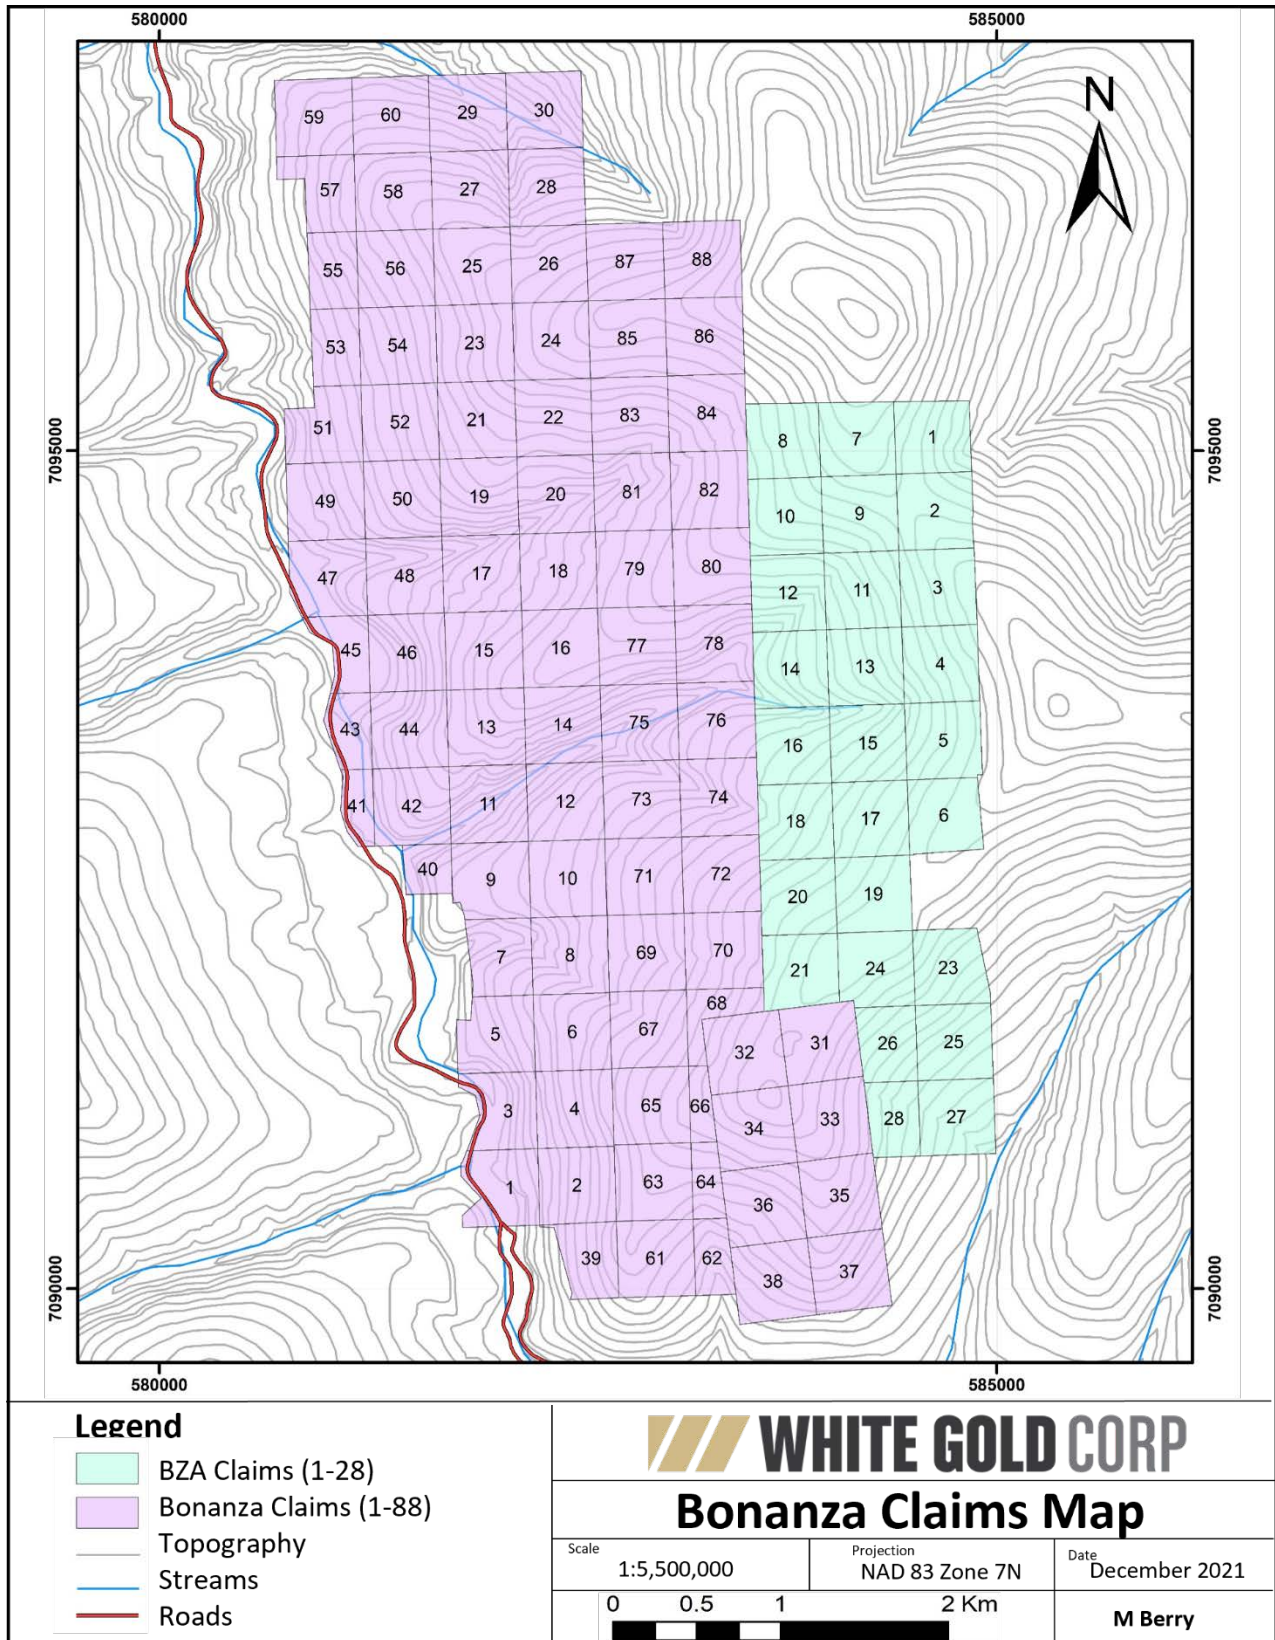 580000 585000
N
59 60 29 30
57 58 27 28
55 56 25 26 87 88
53 54 23 24 85 86
51 52 21 22 83 84
8 7 1
7095000 7095000
49 50 19 20 81 82
10 9 2
47 48 17 18 79 80
12 11 3
45 46 15 16 77 78
14 13 4
43 44 13 14 75 76
16 15 5
41 42 11 12 73 74
18 17 6
40 9 10 71 72
20 19
7 8 69 70
21 24 23
68
5 6 67 32 31 26 25
3 4 65 66 34 33 28 27
1 2 63 64 36 35
39 61 62 38 37
7090000 7090000
580000 585000
Legend
BZA Claims (1-28)
Bonanza Claims (1-88)
Topography
Streams
Roads
WHITE GOLD CORP
Bonanza Claims Map
Scale
1:5,500,000
Projection
NAD 83 Zone 7N
Date
December 2021
0 0.5 1 2 Km
M Berry